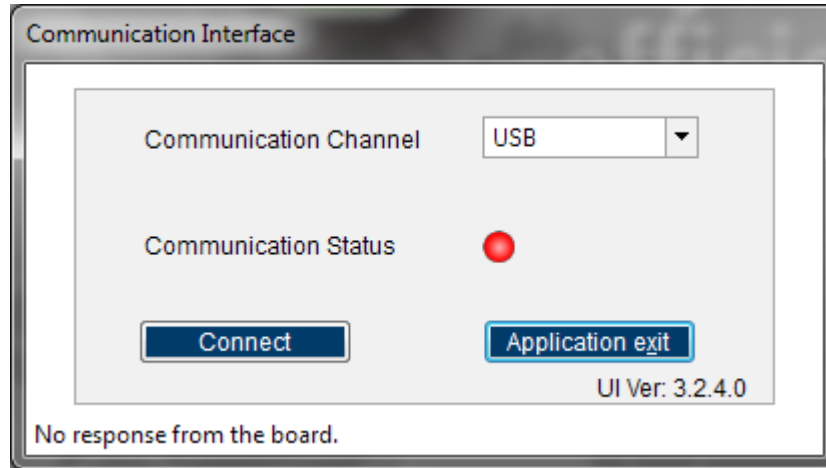 Communication Interface
Communication Channel
USB
Communication Status
Connect
Application exit
UI Ver: 3.2.4.0
No response from the board.